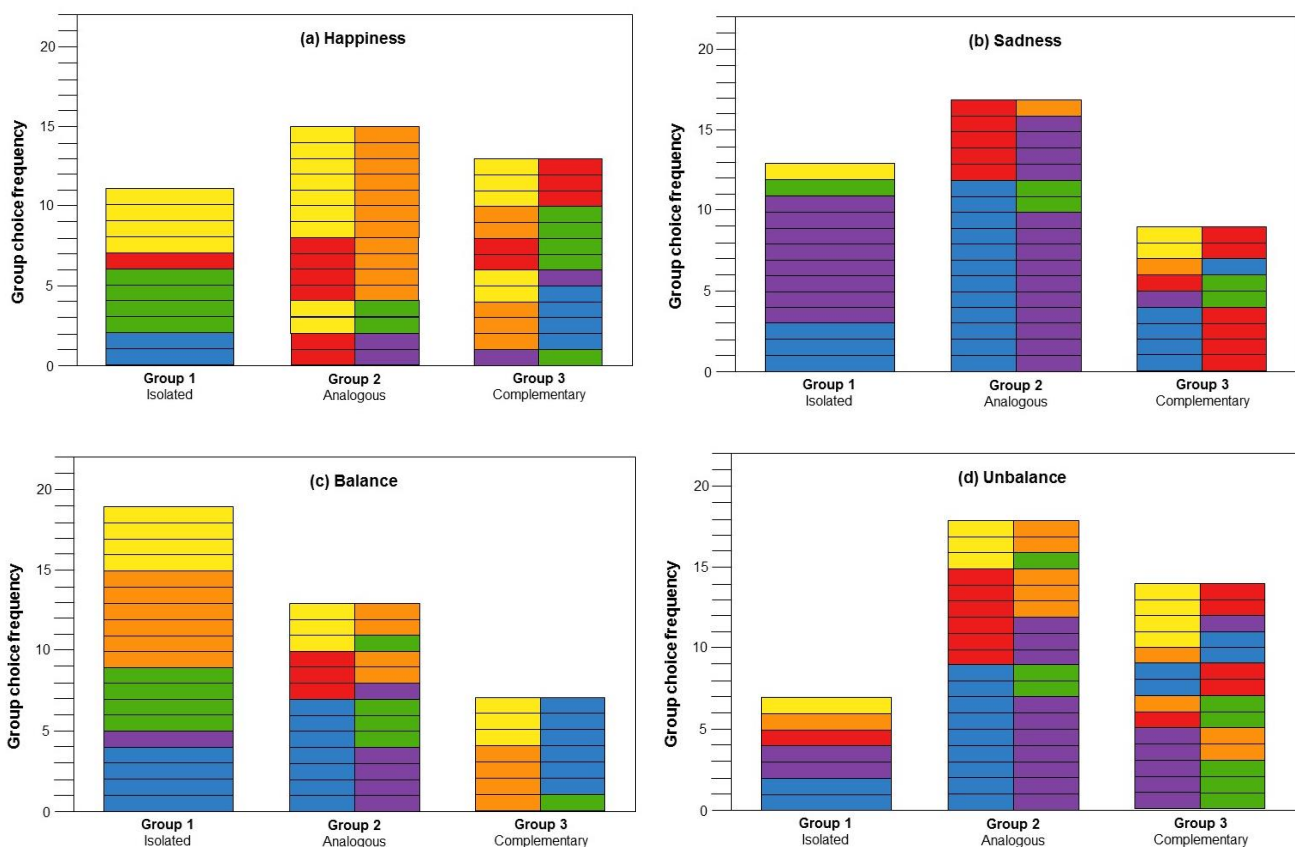 (a) Happiness
Group choice frequency
20
15
10
5
0
Group 1
Isolated
Group 2
Analogous
Group 3
Complementary
(b) Sadness
Group choice frequency
20
15
10
5
0
Group 1
Isolated
Group 2
Analogous
Group 3
Complementary
(c) Balance
Group choice frequency
20
15
10
5
0
Group 1
Isolated
Group 2
Analogous
Group 3
Complementary
(d) Unbalance
Group choice frequency
20
15
10
5
0
Group 1
Isolated
Group 2
Analogous
Group 3
Complementary